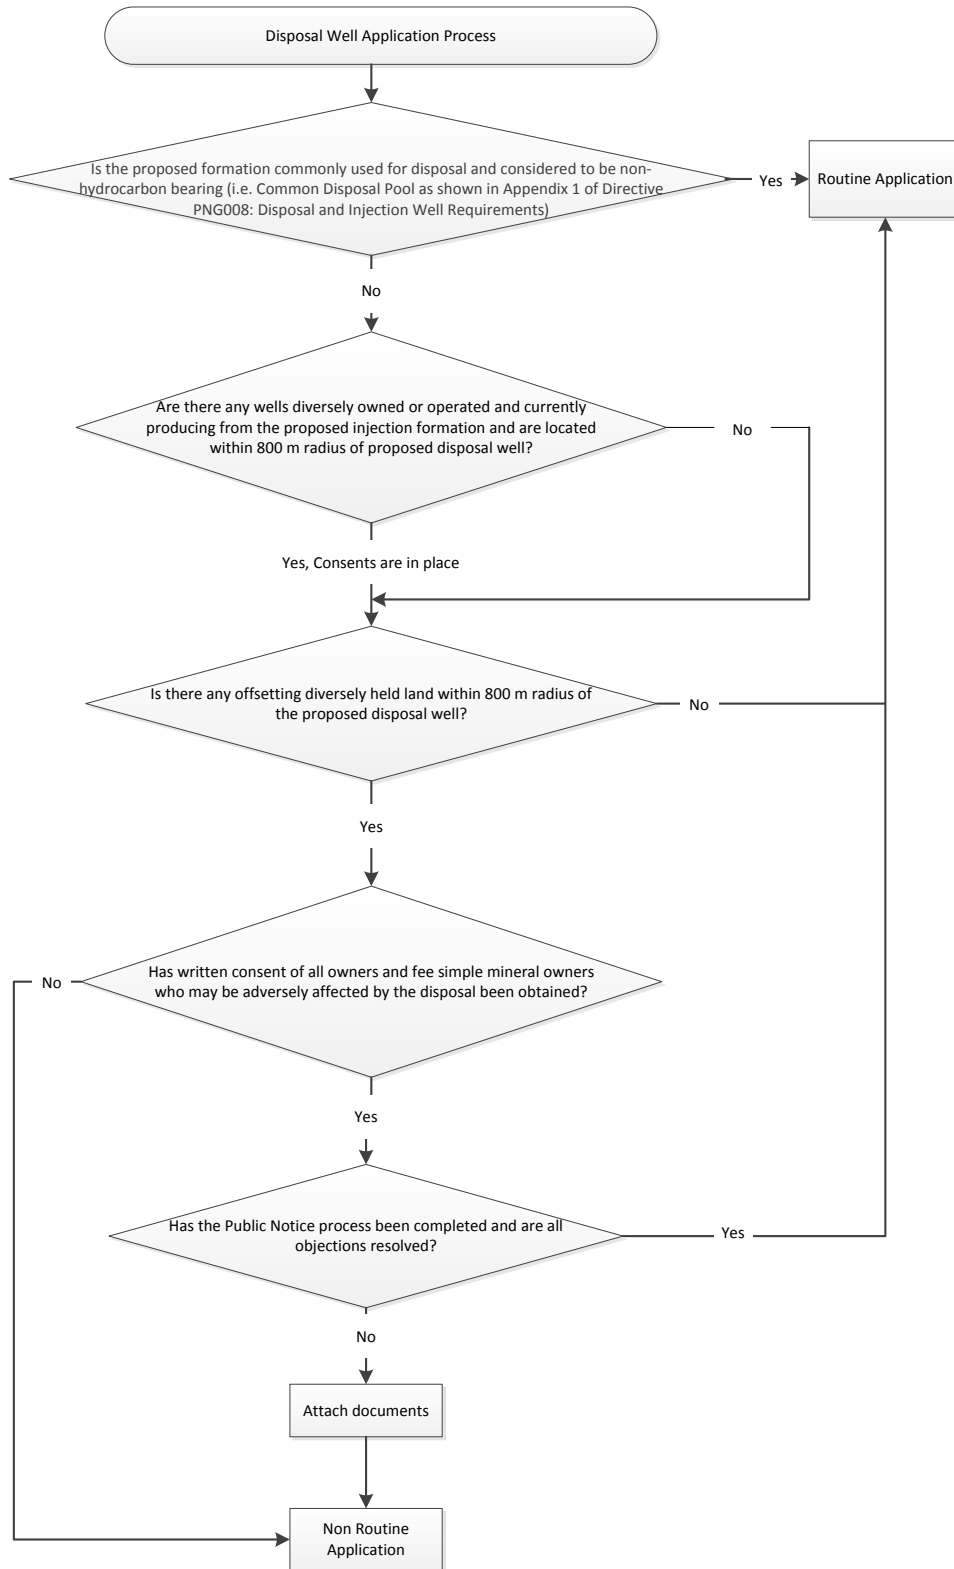 Disposal Well Application Process
Is the proposed formation commonly used for disposal and considered to be non-
hydrocarbon bearing (i.e. Common Disposal Pool as shown in Appendix 1 of Directive
PNG008: Disposal and Injection Well Requirements)
Yes
Routine Application
No
Are there any wells diversely owned or operated and currently
producing from the proposed injection formation and are located
within 800 m radius of proposed disposal well?
No
Yes, Consents are in place
Is there any offsetting diversely held land within 800 m radius of
the proposed disposal well?
No
Yes
Has written consent of all owners and fee simple mineral owners
who may be adversely affected by the disposal been obtained?
No
Yes
Has the Public Notice process been completed and are all
objections resolved?
Yes
No
Attach documents
Non Routine
Application